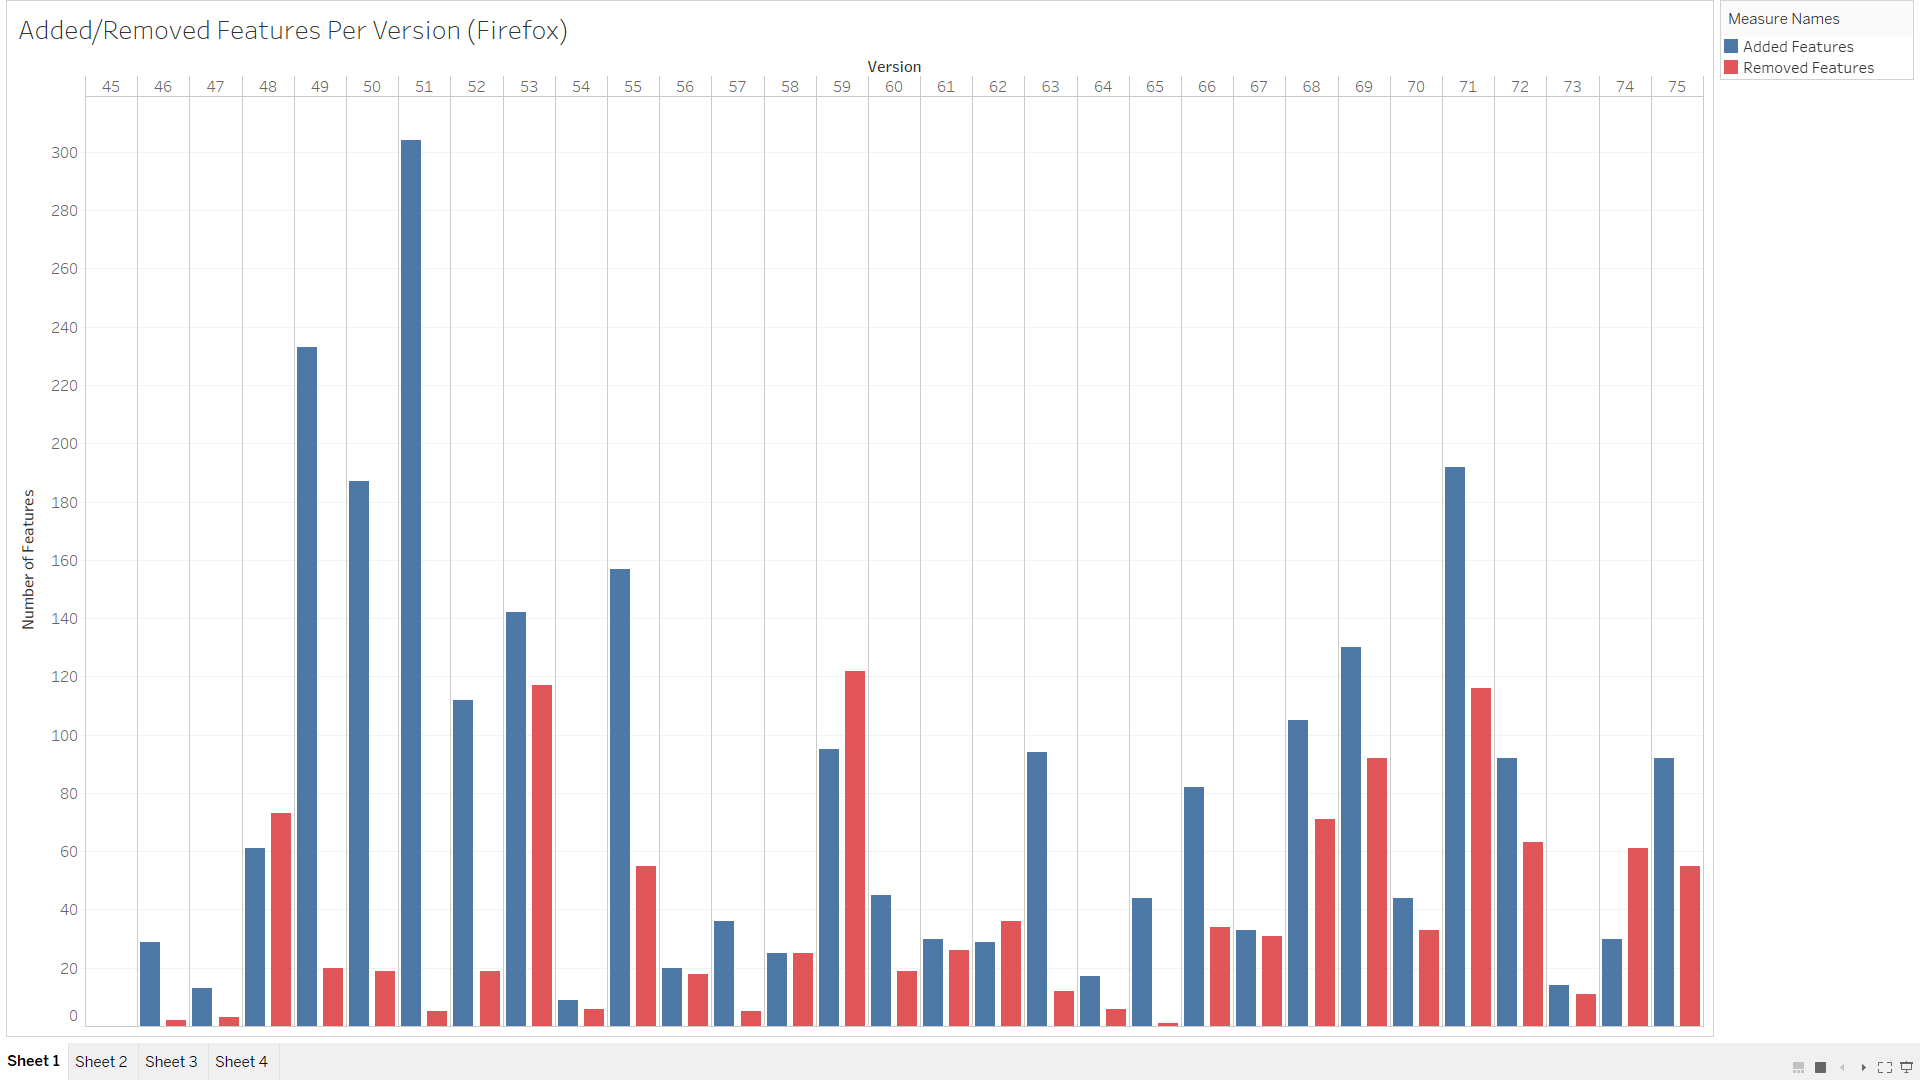 Added/Removed Features Per Version (Firefox)
Measure Names
Added Features
Removed Features
Version
45 46 47 48 49 50 51 52 53 54 55 56 57 58 59 60 61 62 63 64 65 66 67 68 69 70 71 72 73 74 75
300
280
260
240
220
200
180
160
140
120
100
80
60
40
20
0
Number of Features
Sheet 1 Sheet 2 Sheet 3 Sheet 4